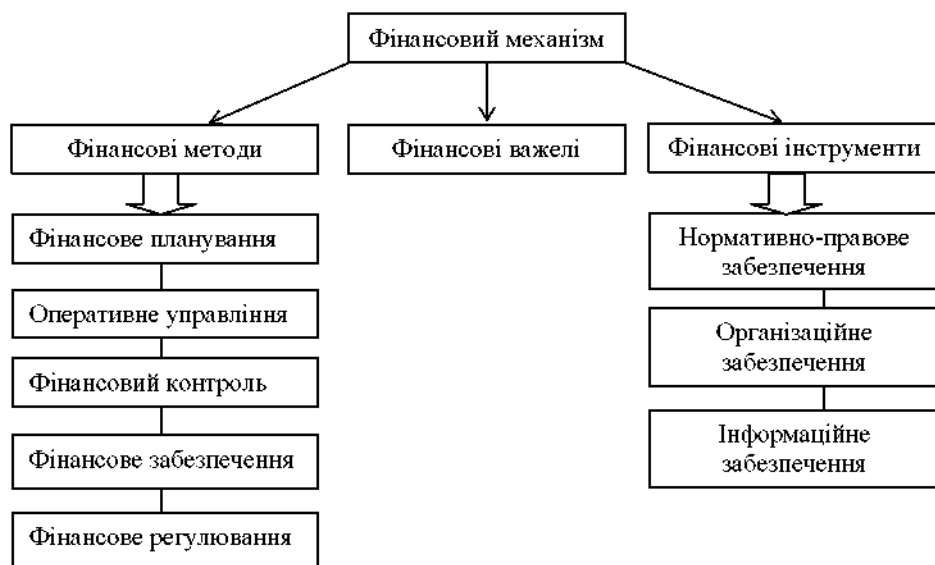 Фінансовий механізм
Фінансові методи
Фінансові важелі
Фінансові інструменти
Фінансове планування
Оперативне управління
Фінансовий контроль
Фінансове забезпечення
Фінансове регулювання
Нормативно-правове
забезпечення
Організаційне
забезпечення
Інформаційне
забезпечення